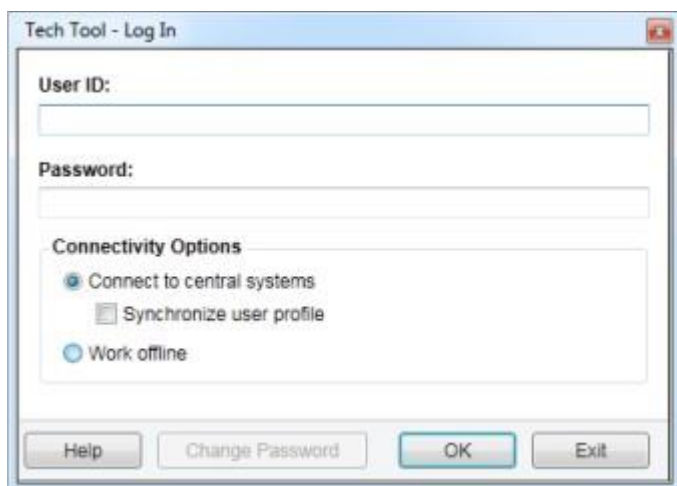 Tech Tool - Log In
User ID:
Password:
Connectivity Options
Connect to central systems
Synchronize user profile
Work offline
Help Change Password OK Exit